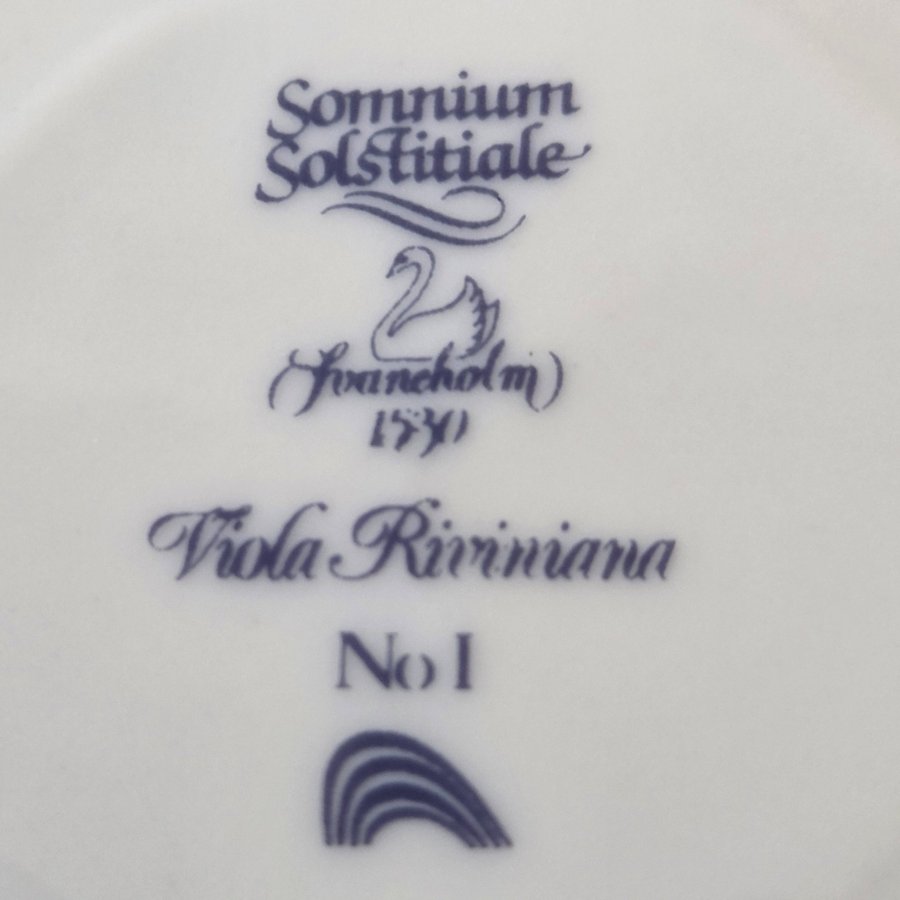 Somnium
Solstitiale
Svaneholm
1530
Viola Riviniana
No I